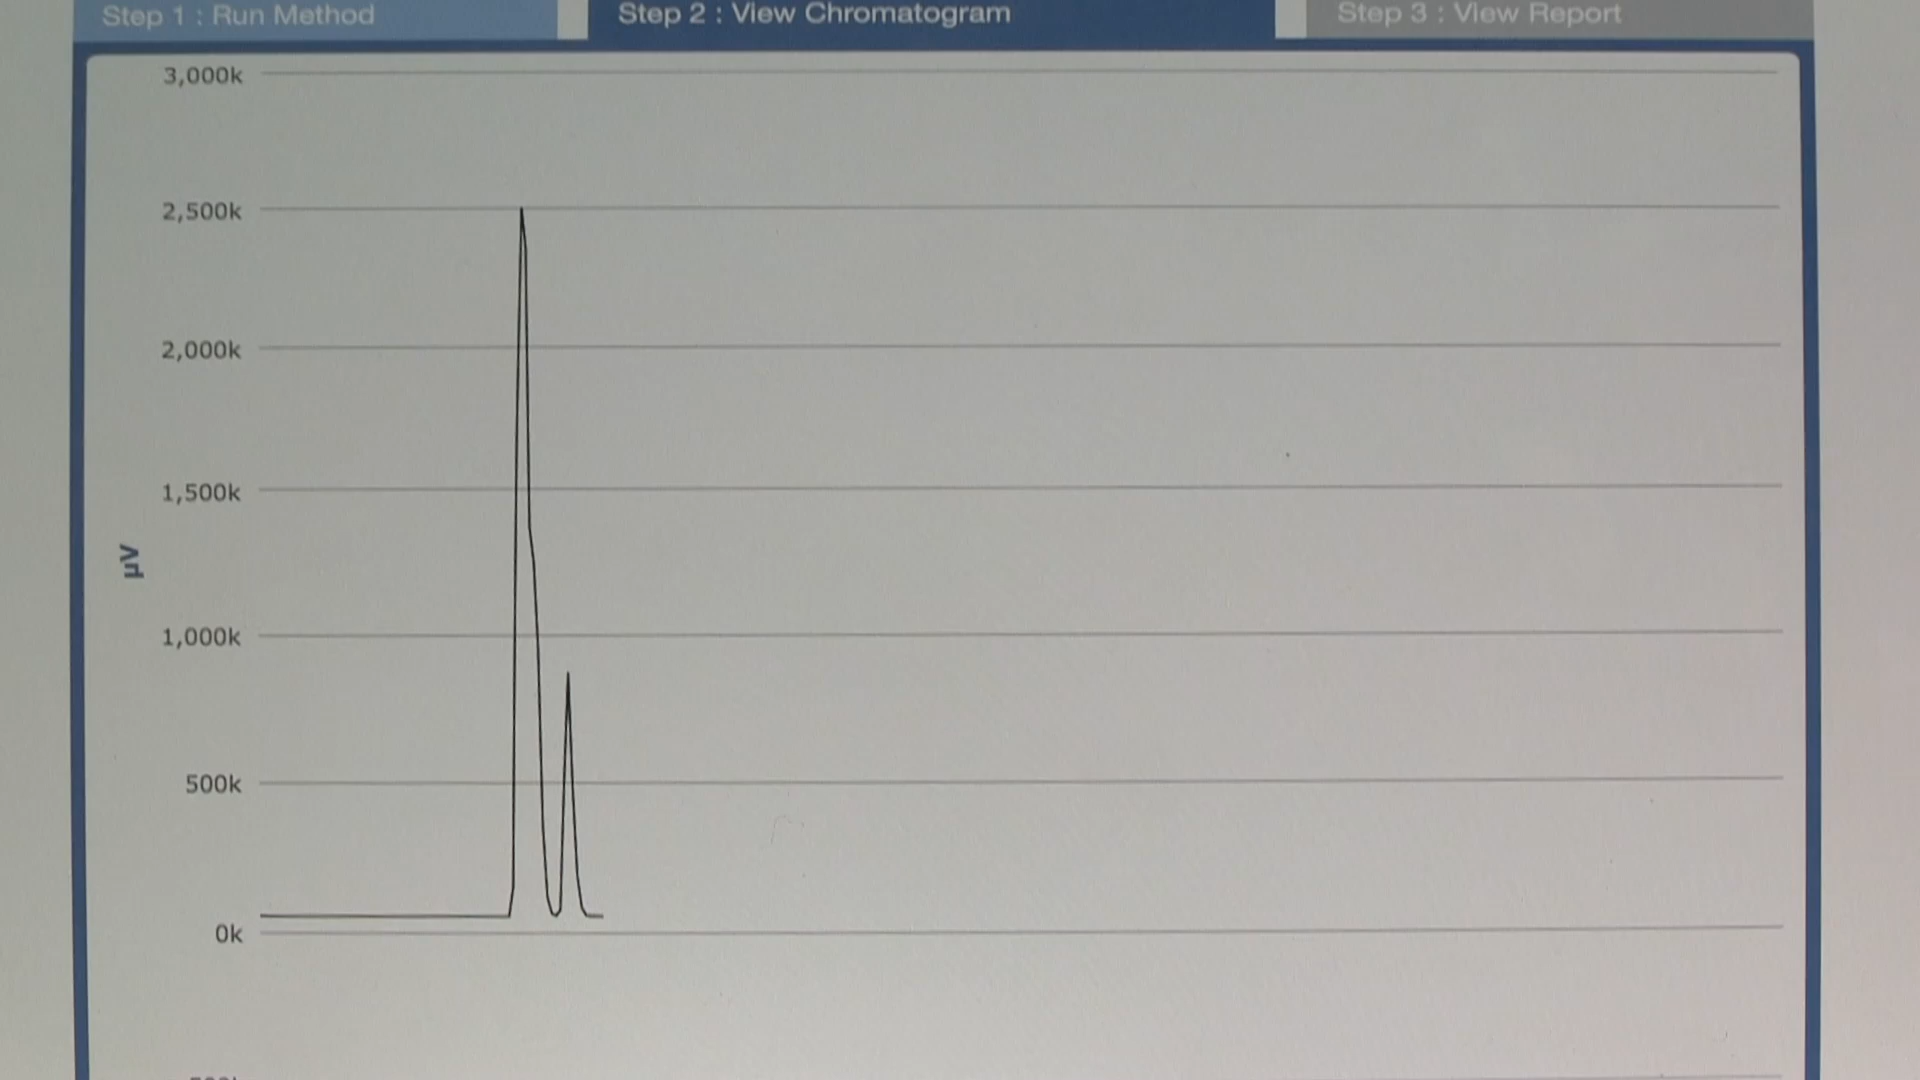 Step 1 : Run Method
Step 2 : View Chromatogram
Step 3 : View Report
3,000k
2,500k
2,000k
1,500k
μV
1,000k
500k
0k